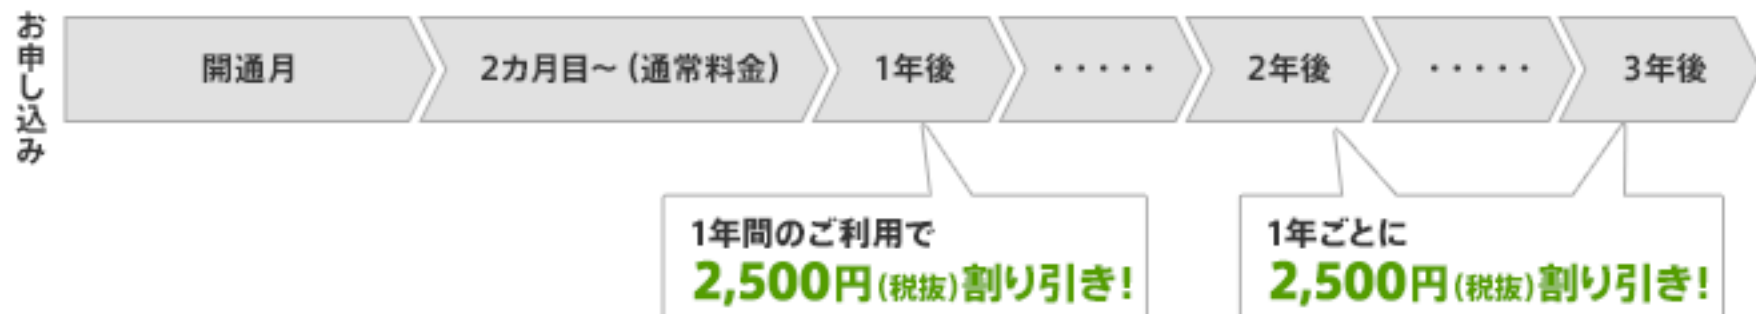 お申し込み
開通月
2カ月目～（通常料金）
1年後
・・・・・
2年後
・・・・・
3年後
1年間のご利用で
2,500円(税抜)割り引き!
1年ごとに
2,500円(税抜)割り引き!